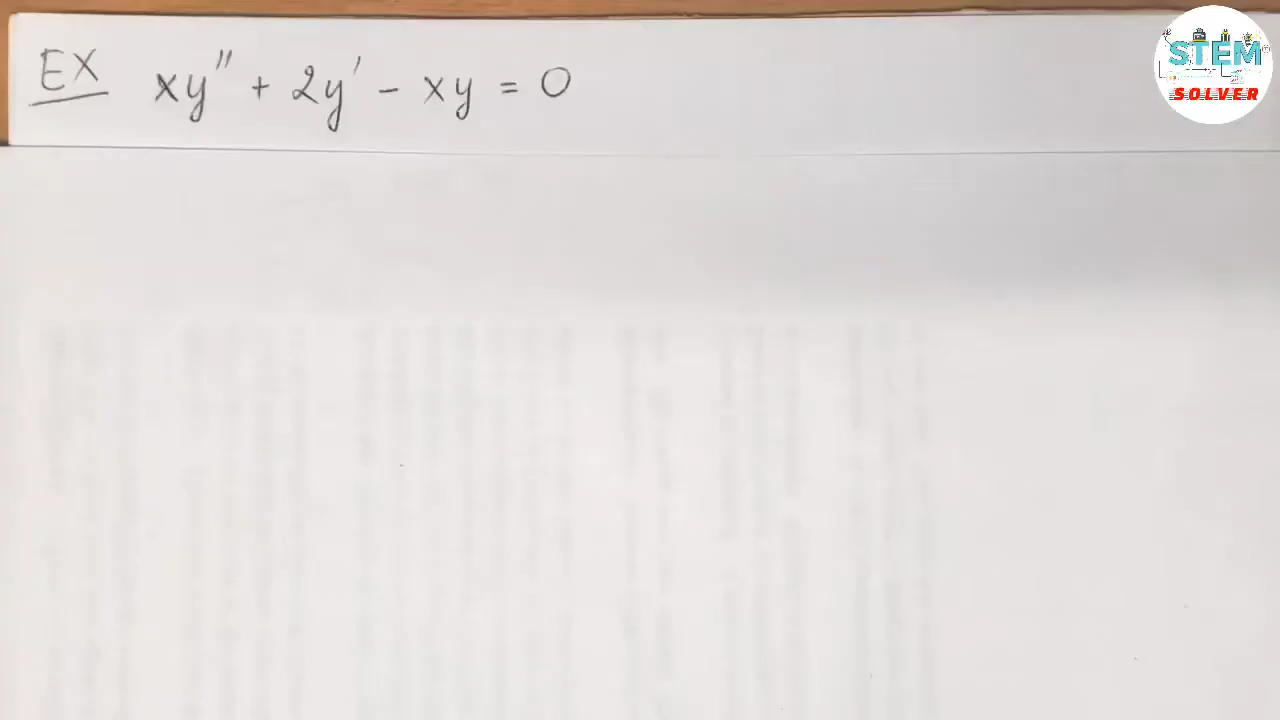 EX xy" + 2y' - xy = 0
STEM
SOLVER